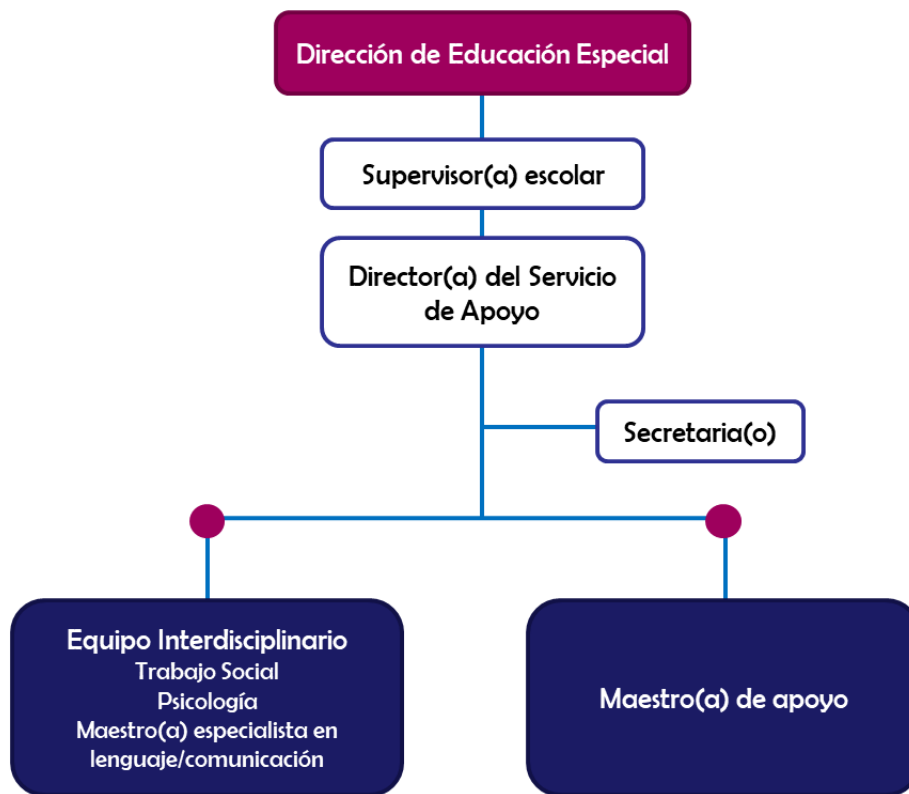 Dirección de Educación Especial
Supervisor(a) escolar
Director(a) del Servicio
de Apoyo
Secretaria(o)
Equipo Interdisciplinario
Trabajo Social
Psicología
Maestro(a) especialista en
lenguaje/comunicación
Maestro(a) de apoyo